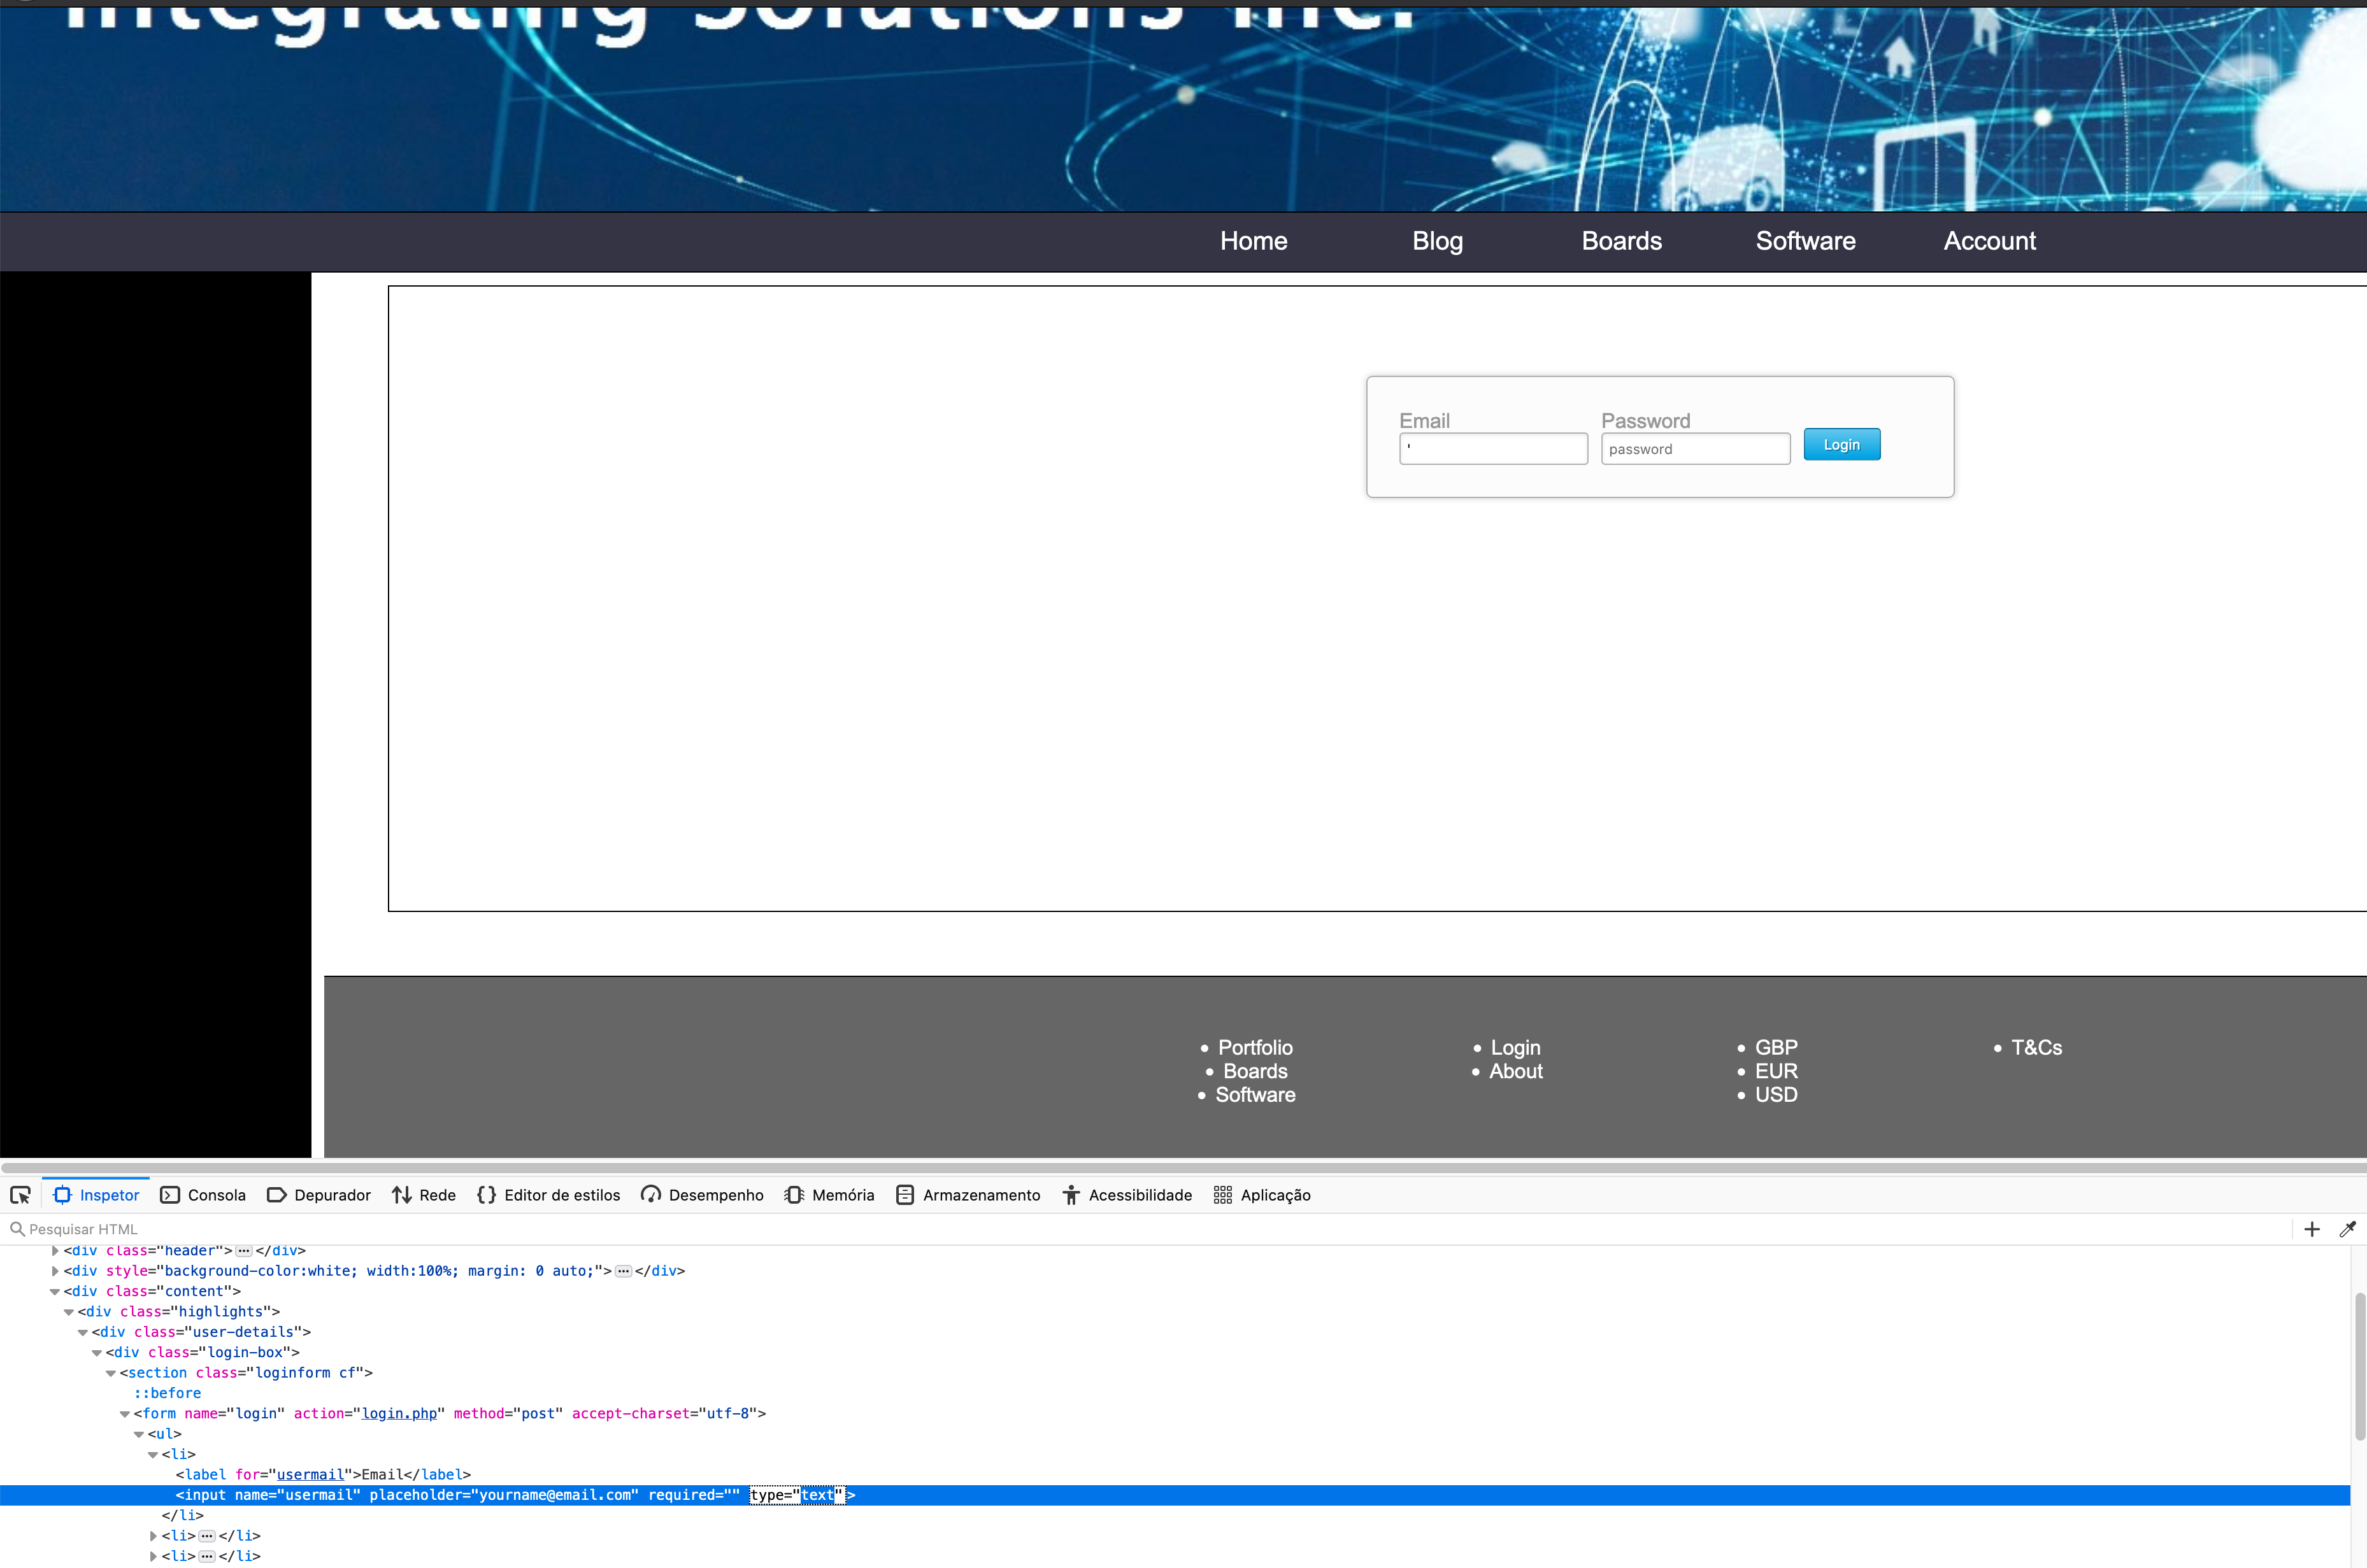 Integrating Solutions Inc.
Home Blog Boards Software Account
Email Password
' password Login
Portfolio Login GBP T&Cs
Boards About EUR
Software USD
Inspetor Consola Depurador Rede Editor de estilos Desempenho Memória Armazenamento Acessibilidade Aplicação
Pesquisar HTML
<div class="header">⋯</div>
<div style="background-color:white; width:100%; margin: 0 auto;">⋯</div>
<div class="content">
<div class="highlights">
<div class="user-details">
<div class="login-box">
<section class="loginform cf">
::before
<form name="login" action="login.php" method="post" accept-charset="utf-8">
<ul>
<li>
<label for="usermail">Email</label>
<input name="usermail" placeholder="yourname@email.com" required="" type="text">
</li>
<li>⋯</li>
<li>⋯</li>